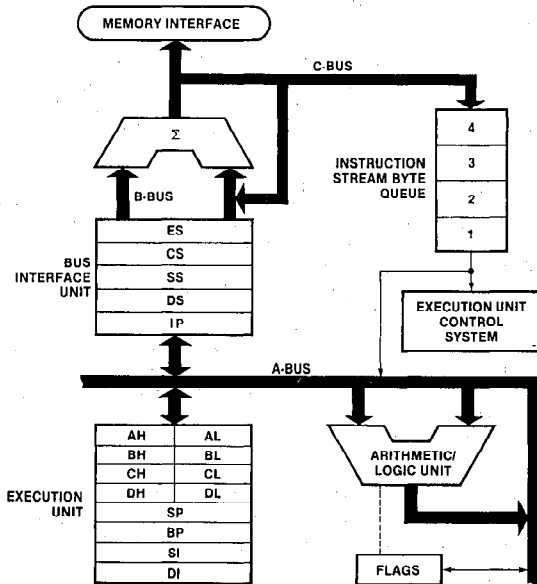 MEMORY INTERFACE
C-BUS
Σ
B-BUS
INSTRUCTION
STREAM BYTE
QUEUE
4
3
2
1
BUS
INTERFACE
UNIT
ES
CS
SS
DS
IP
EXECUTION UNIT
CONTROL
SYSTEM
A-BUS
EXECUTION
UNIT
AH AL
BH BL
CH CL
DH DL
SP
BP
SI
DI
ARITHMETIC/
LOGIC UNIT
FLAGS